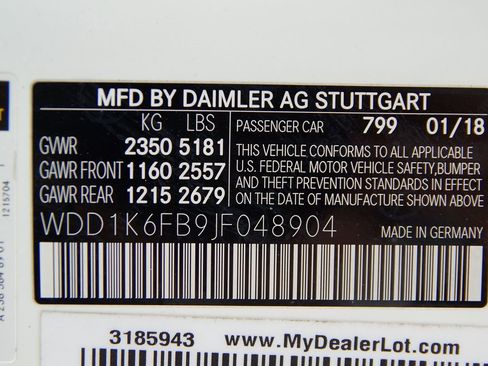 MFD BY DAIMLER AG STUTTGART
KG LBS PASSENGER CAR 799 01/18
GVWR 2350 5181
GAWR FRONT 1160 2557
GAWR REAR 1215 2679
THIS VEHICLE CONFORMS TO ALL APPLICABLE
U.S. FEDERAL MOTOR VEHICLE SAFETY,BUMPER
AND THEFT PREVENTION STANDARDS IN EFFECT
ON THE DATE OF MANUFACTURE SHOWN ABOVE.
WDD1K6FB9JF048904 MADE IN GERMANY
3185943 www.MyDealerLot.com
1215704